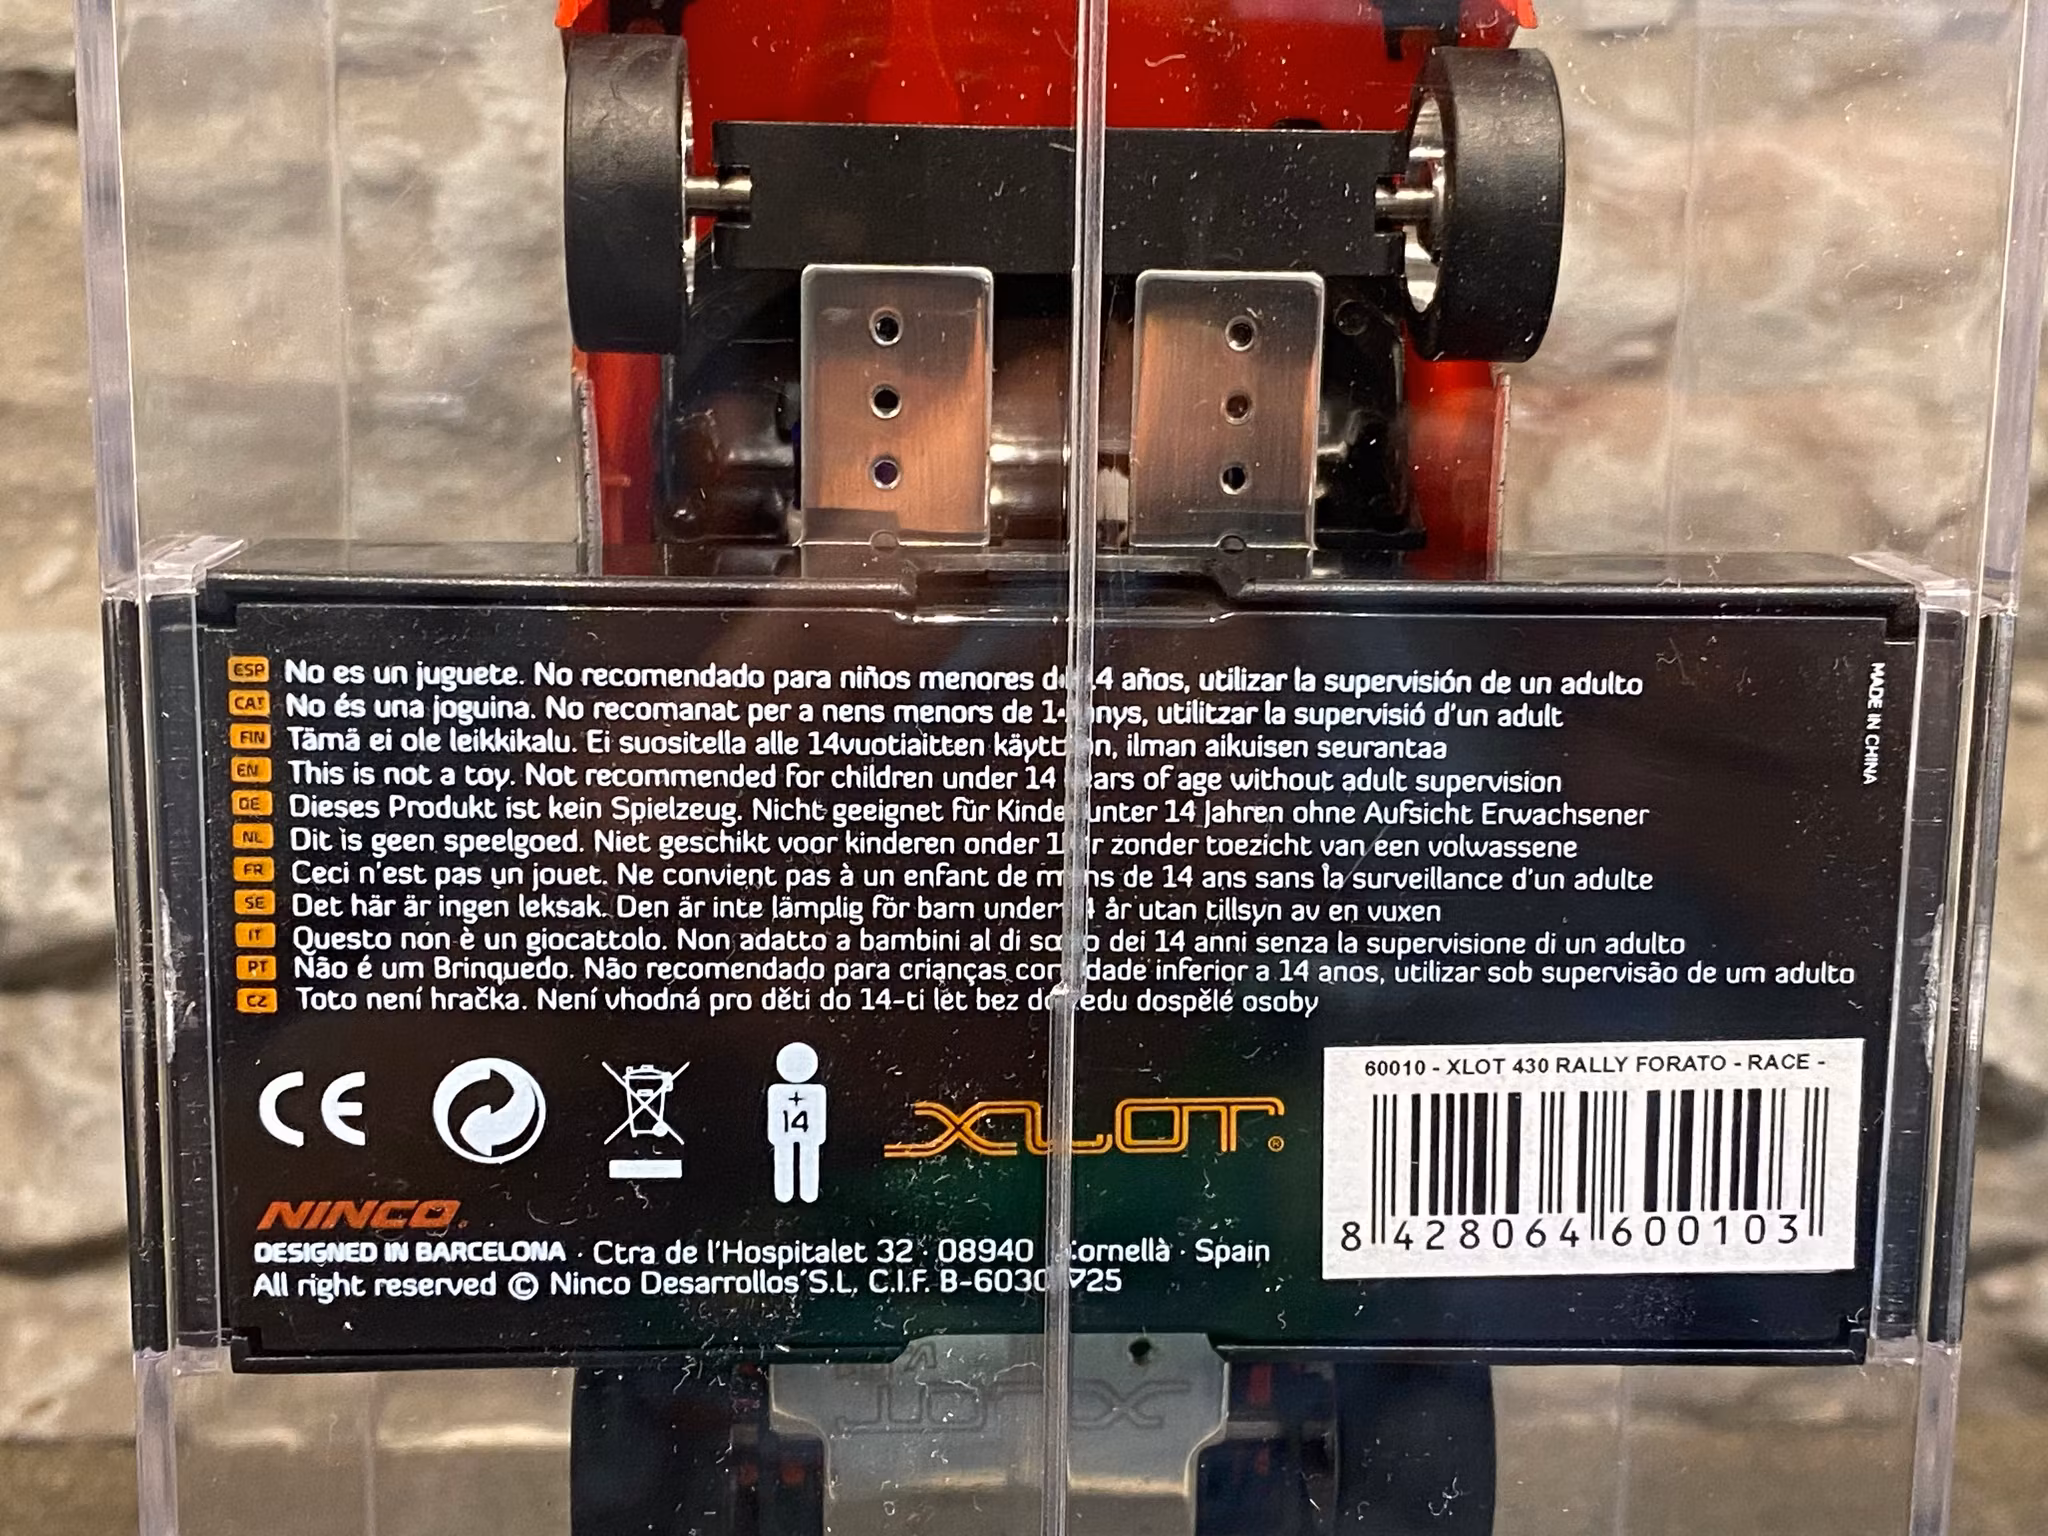 ESP No es un juguete. No recomendado para niños menores 4 años, utilizar la supervisión de un adulto
CAT No és una joguina. No recomanat per a nens menors de utilitzar la supervisió d'un adult
FIN Tämä ei ole leikkikalu. Ei suositella alle 14vuotiaitten ilman aikuisen seurantaa
EN This is not a toy. Not recommended for children under 14 of age without adult supervision
DE Dieses Produkt ist kein Spielzeug. Nicht geeignet für unter 14 Jahren ohne Aufsicht Erwachsener
NL Dit is geen speelgoed. Niet geschikt voor kinderen onder zonder toezicht van een volwassene
FR Ceci n'est pas un jouet. Ne convient pas à un enfant de de 14 ans sans la surveillance d'un adulte
SE Det här är ingen leksak. Den är inte lämplig för barn under år utan tillsyn av en vuxen
IT Questo non è un giocattolo. Non adatto a bambini al di dei 14 anni senza la supervisione di un adulto
PT Não é um Brinquedo. Não recomendado para crianças inferior a 14 anos, utilizar sob supervisão de um adulto
CZ Toto není hračka. Není vhodná pro děti do 14-ti let bez dospělé osoby
MADE IN CHINA
CE
+
14
XLOT®
60010 - XLOT 430 RALLY FORATO - RACE -
8 428064 600103
NINCO®
DESIGNED IN BARCELONA · Ctra de l'Hospitalet 32 · 08940 Cornellà · Spain
All right reserved © Ninco Desarrollos S.L. C.I.F.
XLOT